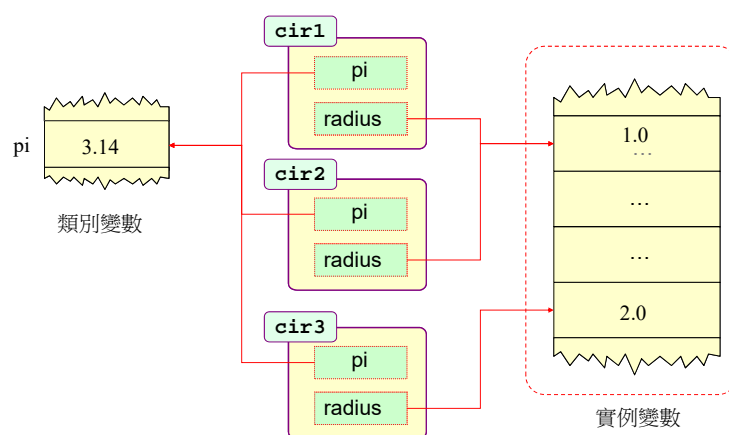 pi
3.14
類別變數
cir1
pi
radius
cir2
pi
radius
cir3
pi
radius
1.0
…
…
…
2.0
實例變數